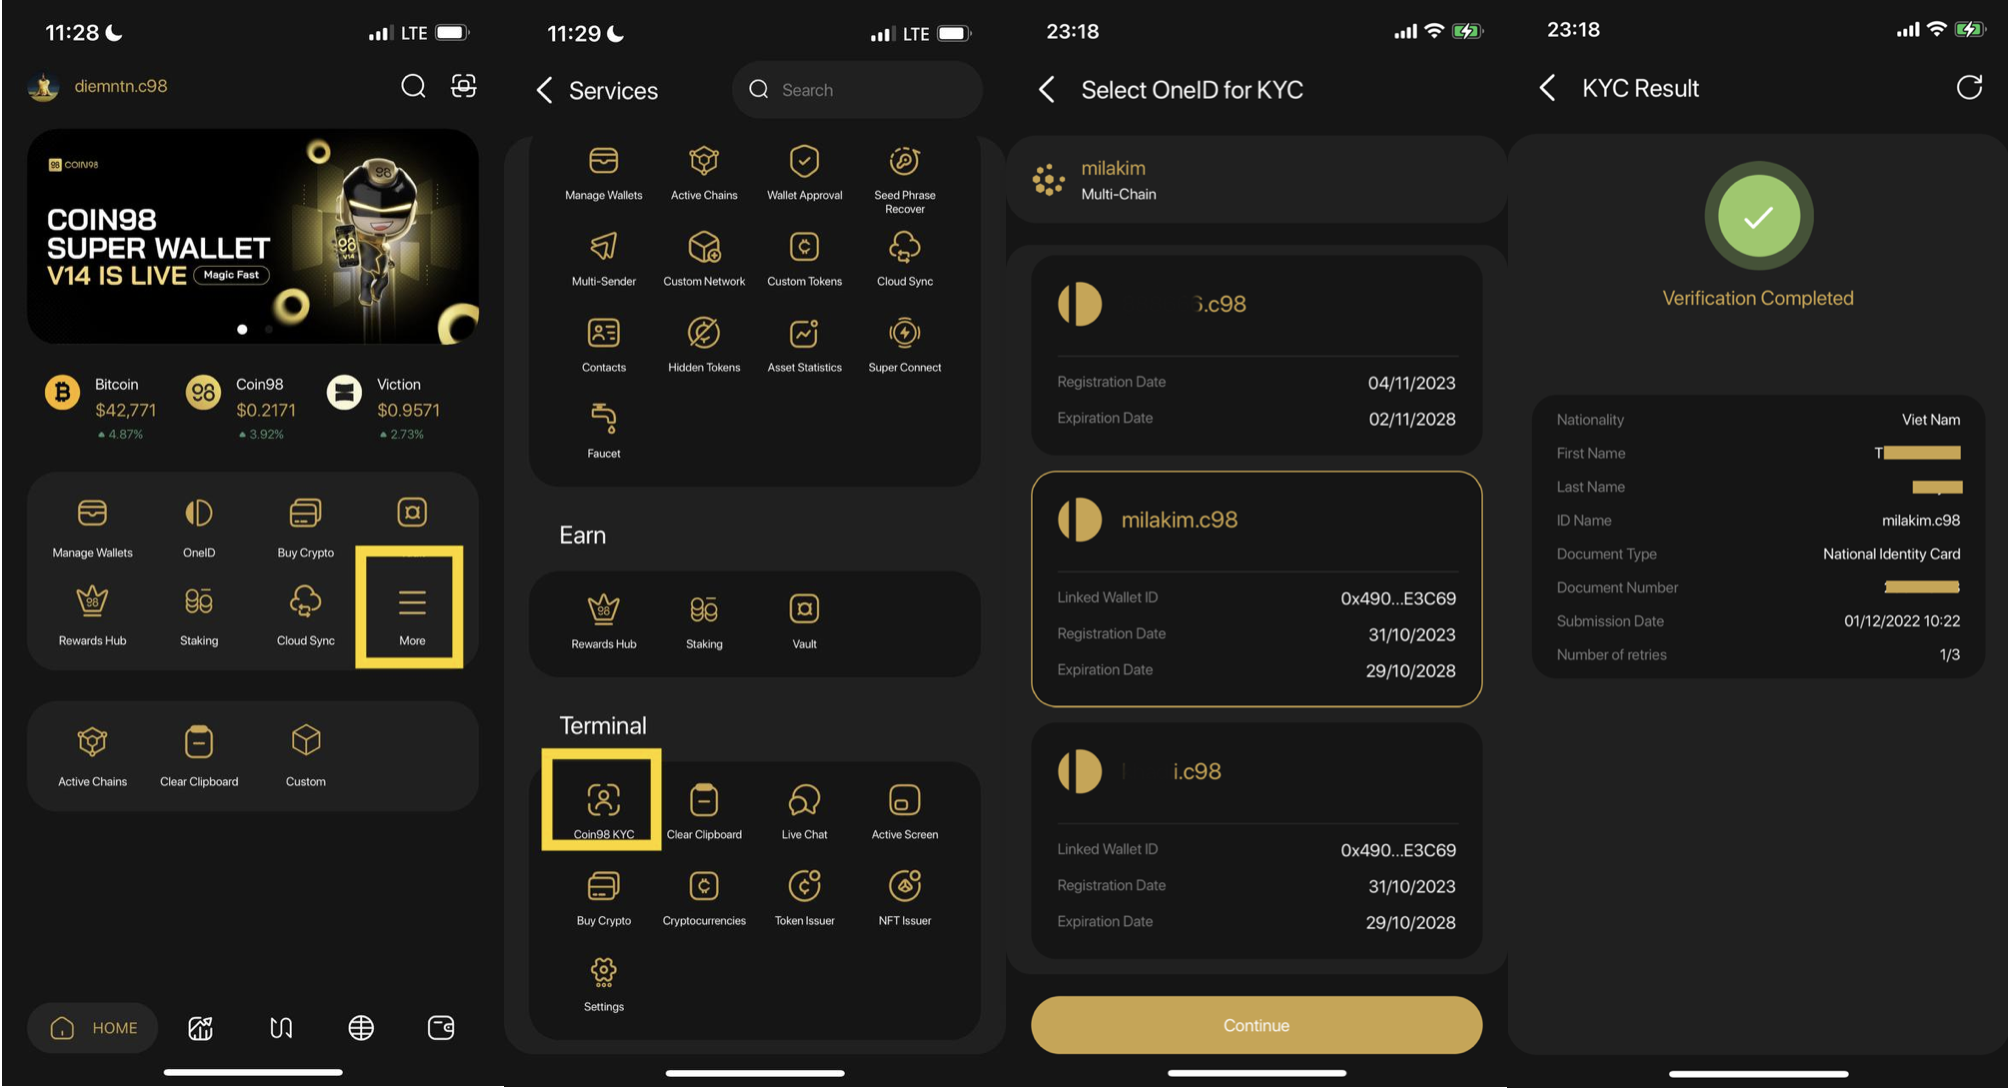 11:28
LTE
diemntn.c98
98 COIN98
COIN98
SUPER WALLET
V14 IS LIVE Magic Fast
Bitcoin
$42,771
4.87%
Coin98
$0.2171
3.92%
Viction
$0.9571
2.73%
Manage Wallets
OneID
Buy Crypto
Rewards Hub
Staking
Cloud Sync
More
Active Chains
Clear Clipboard
Custom
HOME
11:29
LTE
Services
Search
Manage Wallets
Active Chains
Wallet Approval
Seed Phrase
Recover
Multi-Sender
Custom Network
Custom Tokens
Cloud Sync
Contacts
Hidden Tokens
Asset Statistics
Super Connect
Faucet
Earn
Rewards Hub
Staking
Vault
Terminal
Coin98 KYC
Clear Clipboard
Live Chat
Active Screen
Buy Crypto
Cryptocurrencies
Token Issuer
NFT Issuer
Settings
23:18
Select OneID for KYC
milakim
Multi-Chain
.c98
Registration Date 04/11/2023
Expiration Date 02/11/2028
milakim.c98
Linked Wallet ID 0x490...E3C69
Registration Date 31/10/2023
Expiration Date 29/10/2028
i.c98
Linked Wallet ID 0x490...E3C69
Registration Date 31/10/2023
Expiration Date 29/10/2028
Continue
23:18
KYC Result
Verification Completed
Nationality Viet Nam
First Name T
Last Name
ID Name milakim.c98
Document Type National Identity Card
Document Number
Submission Date 01/12/2022 10:22
Number of retries 1/3